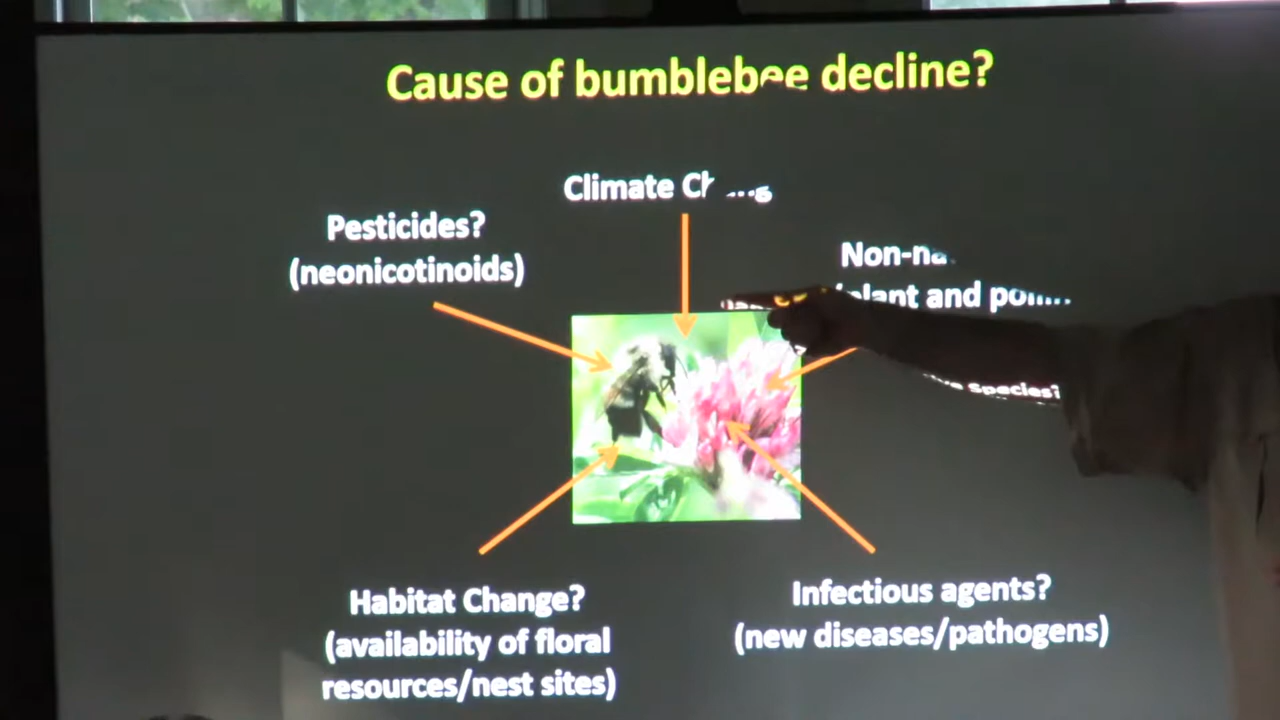 Cause of bumblebee decline?
Climate
Pesticides?
(neonicotinoids)
plant and
Species?
Habitat Change?
(availability of floral
resources/nest sites)
Infectious agents?
(new diseases/pathogens)